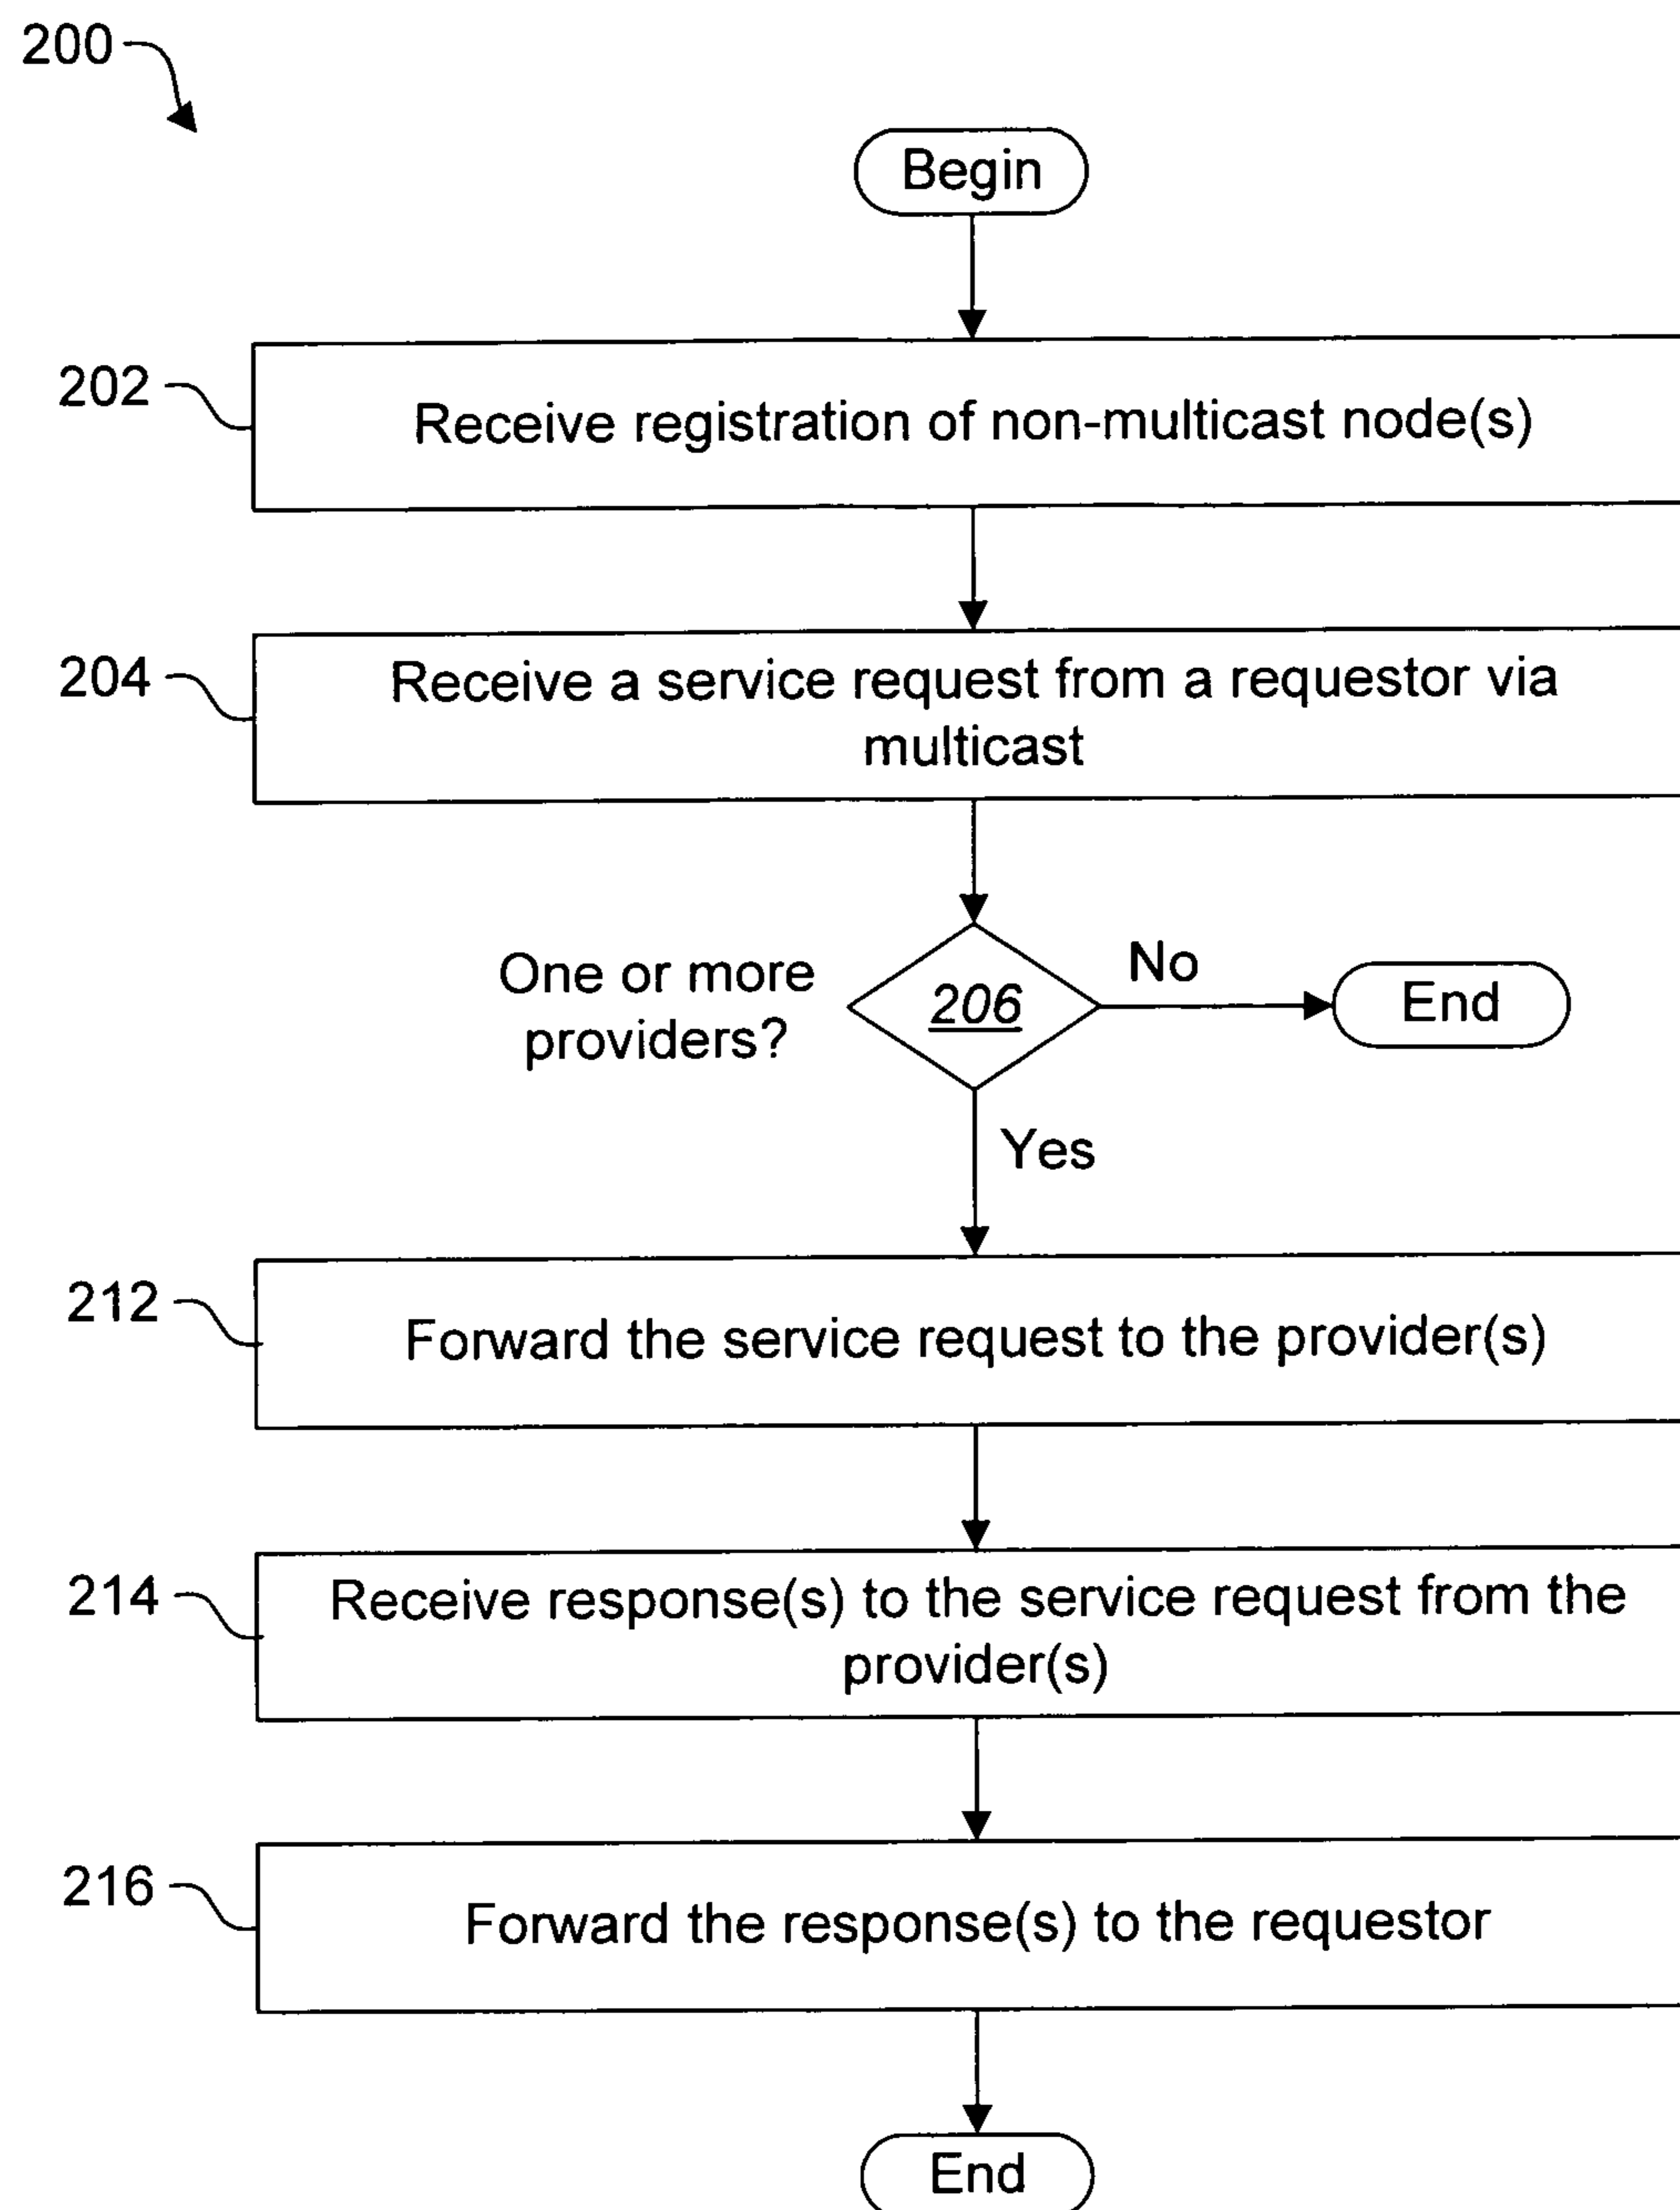 200
Begin
202
Receive registration of non-multicast node(s)
204
Receive a service request from a requestor via
multicast
One or more
providers?
206
No
End
Yes
212
Forward the service request to the provider(s)
214
Receive response(s) to the service request from the
provider(s)
216
Forward the response(s) to the requestor
End